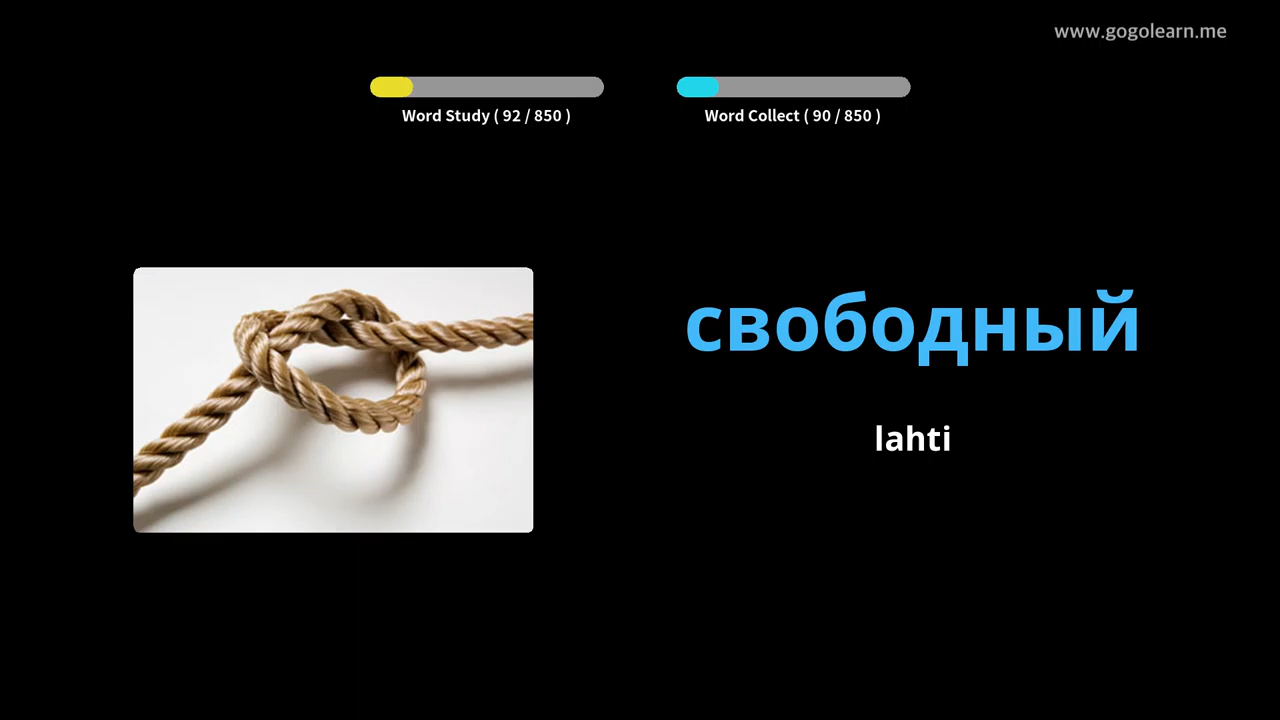 www.gogolearn.me
Word Study ( 92 / 850 )
Word Collect ( 90 / 850 )
свободный
lahti